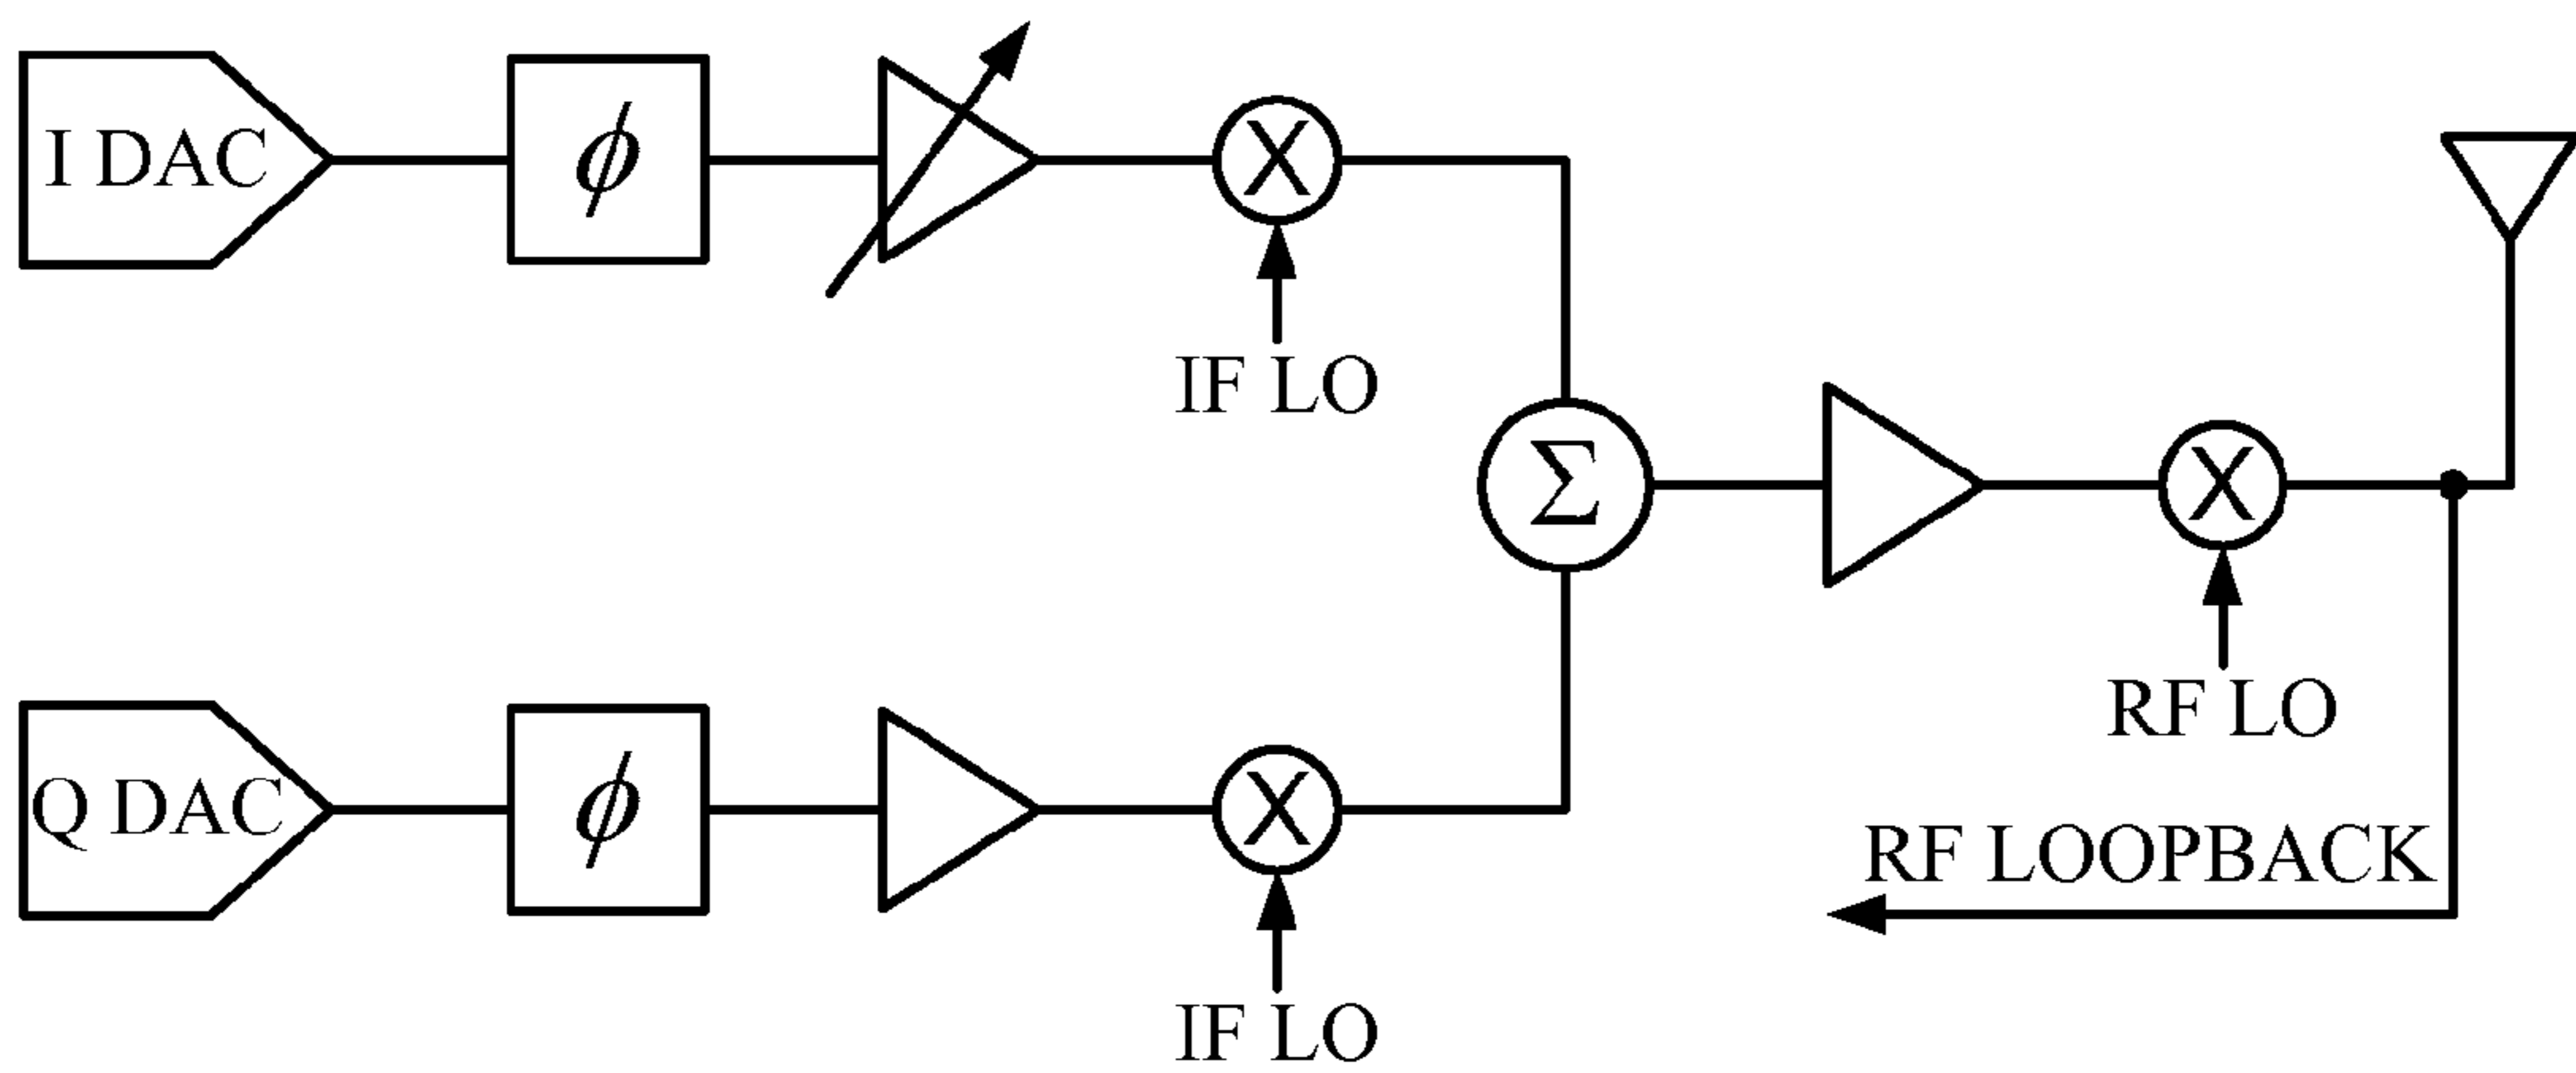 I DAC
ϕ
X
IF LO
Σ
X
RF LO
Q DAC
ϕ
X
IF LO
RF LOOPBACK